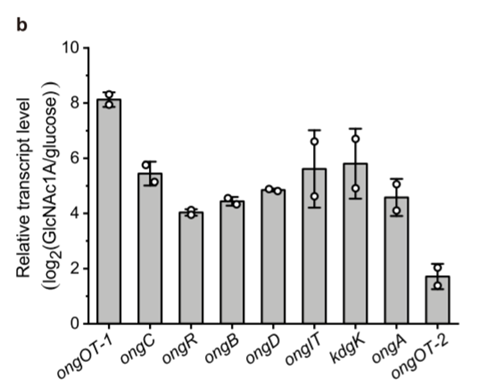 b
Relative transcript level
(log2(GlcNAc1A/glucose))
10
8
6
4
2
0
ongOT-1
ongC
ongR
ongB
ongD
ongIT
kdgK
ongA
ongOT-2